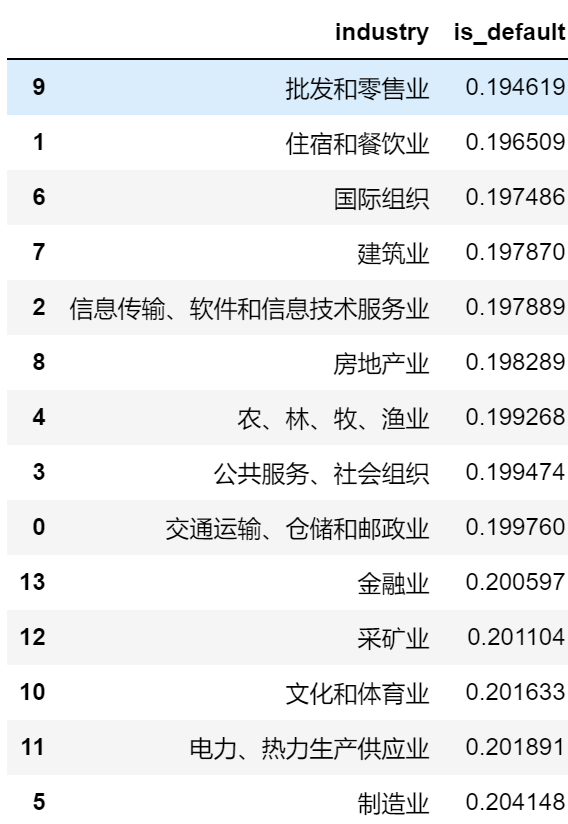 industry is_default
9 批发和零售业 0.194619
1 住宿和餐饮业 0.196509
6 国际组织 0.197486
7 建筑业 0.197870
2 信息传输、软件和信息技术服务业 0.197889
8 房地产业 0.198289
4 农、林、牧、渔业 0.199268
3 公共服务、社会组织 0.199474
0 交通运输、仓储和邮政业 0.199760
13 金融业 0.200597
12 采矿业 0.201104
10 文化和体育业 0.201633
11 电力、热力生产供应业 0.201891
5 制造业 0.204148